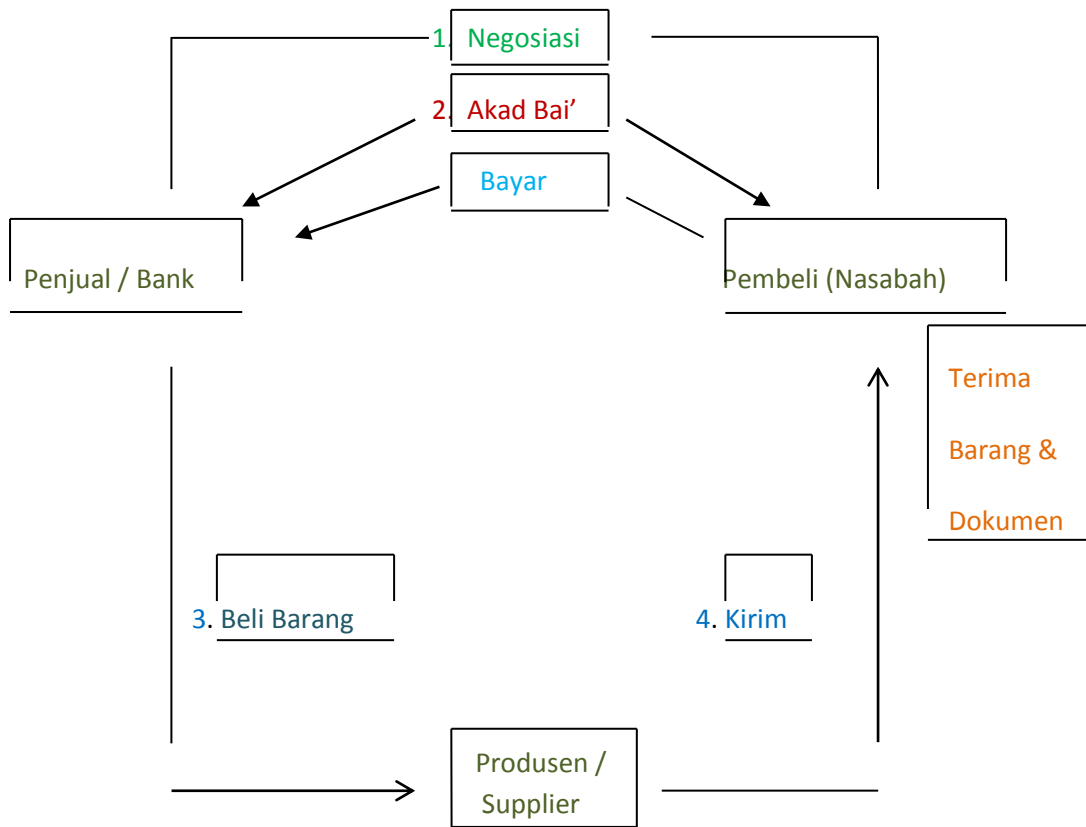 1. Negosiasi
2. Akad Bai’
Bayar
Penjual / Bank
Pembeli (Nasabah)
Terima
Barang &
Dokumen
3. Beli Barang
4. Kirim
Produsen /
Supplier